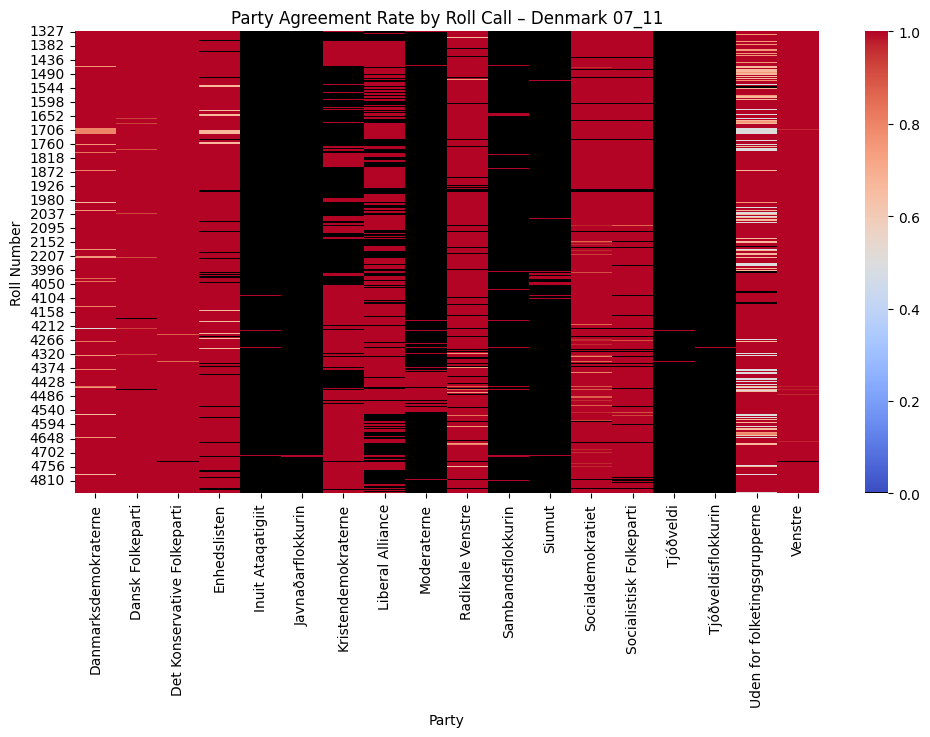 Party Agreement Rate by Roll Call – Denmark 07_11
Roll Number
1327
1382
1436
1490
1544
1598
1652
1706
1760
1818
1872
1926
1980
2037
2095
2152
2207
3996
4050
4104
4158
4212
4266
4320
4374
4428
4486
4540
4594
4648
4702
4756
4810
Danmarksdemokraterne
Dansk Folkeparti
Det Konservative Folkeparti
Enhedslisten
Inuit Ataqatigiit
Javnaðarflokkurin
Kristendemokraterne
Liberal Alliance
Moderaterne
Radikale Venstre
Sambandsflokkurin
Siumut
Socialdemokratiet
Socialistisk Folkeparti
Tjóðveldi
Tjóðveldisflokkurin
Uden for folketingsgrupperne
Venstre
Party
1.0
0.8
0.6
0.4
0.2
0.0